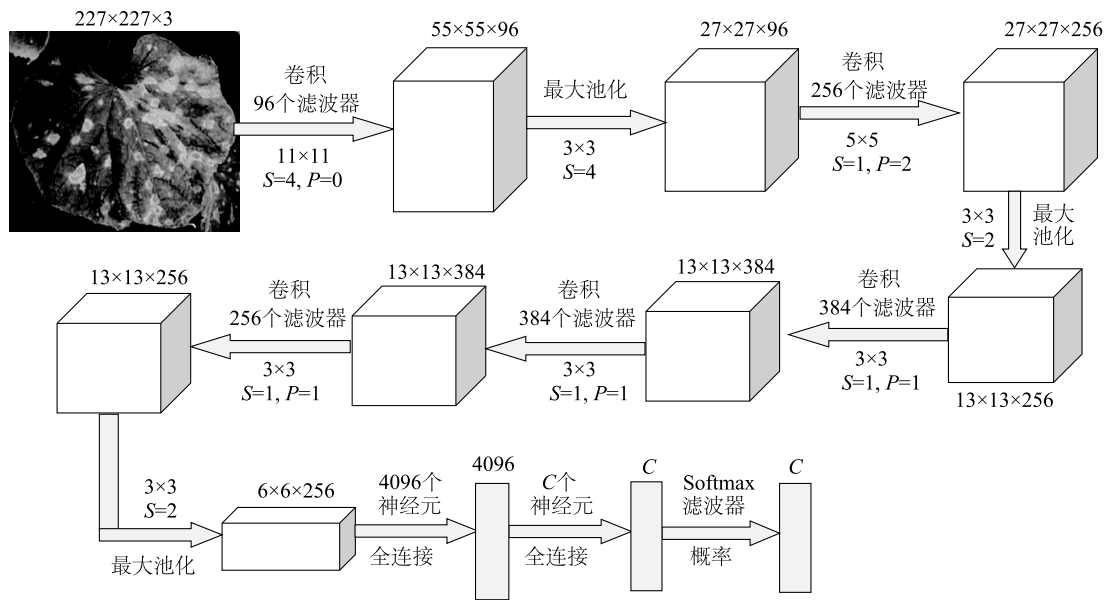 227×227×3
卷积
96个滤波器
11×11
S=4, P=0
55×55×96
最大池化
3×3
S=4
27×27×96
卷积
256个滤波器
5×5
S=1, P=2
27×27×256
3×3
S=2
最大
池化
13×13×256
卷积
384个滤波器
3×3
S=1, P=1
13×13×384
卷积
384个滤波器
3×3
S=1, P=1
13×13×384
卷积
256个滤波器
3×3
S=1, P=1
13×13×256
3×3
S=2
最大池化
6×6×256
4096个
神经元
全连接
4096
C个
神经元
全连接
C
Softmax
滤波器
概率
C